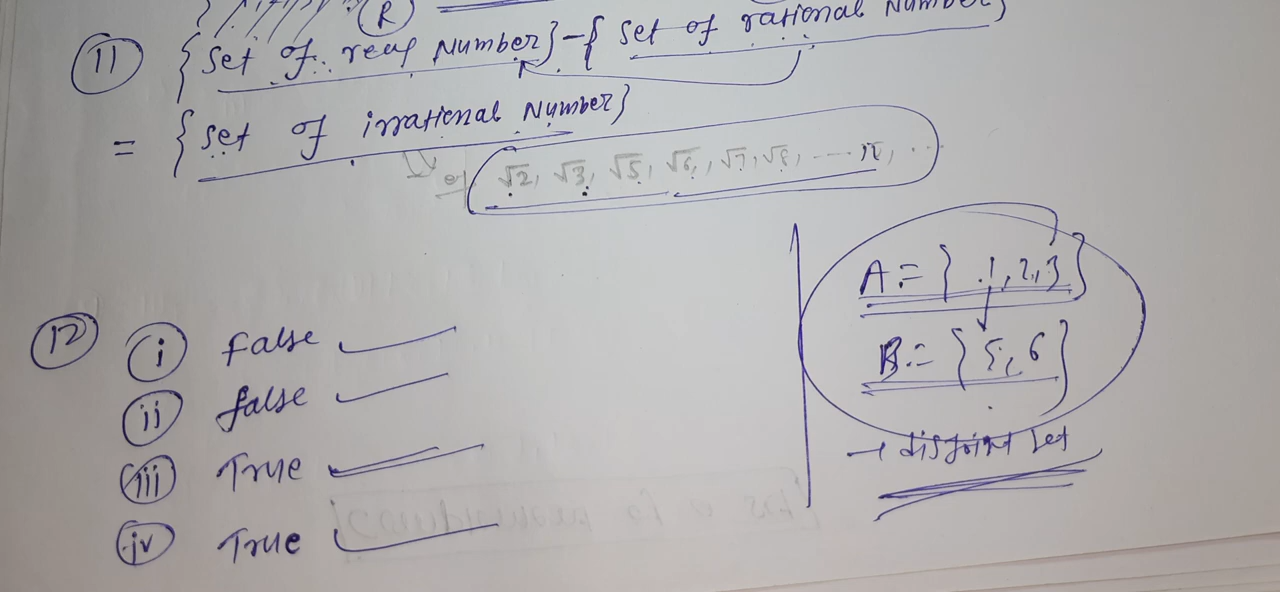 R
(11) {set of real Number}-{set of rational Number}
= {set of irrational Number}
√2, √3, √5, √6, √7, √8, ---- π, ..
A = { 1, 2, 3}
B = { 5, 6 }
→ disjoint set
(12) (i) false
(ii) false
(iii) True
(iv) True